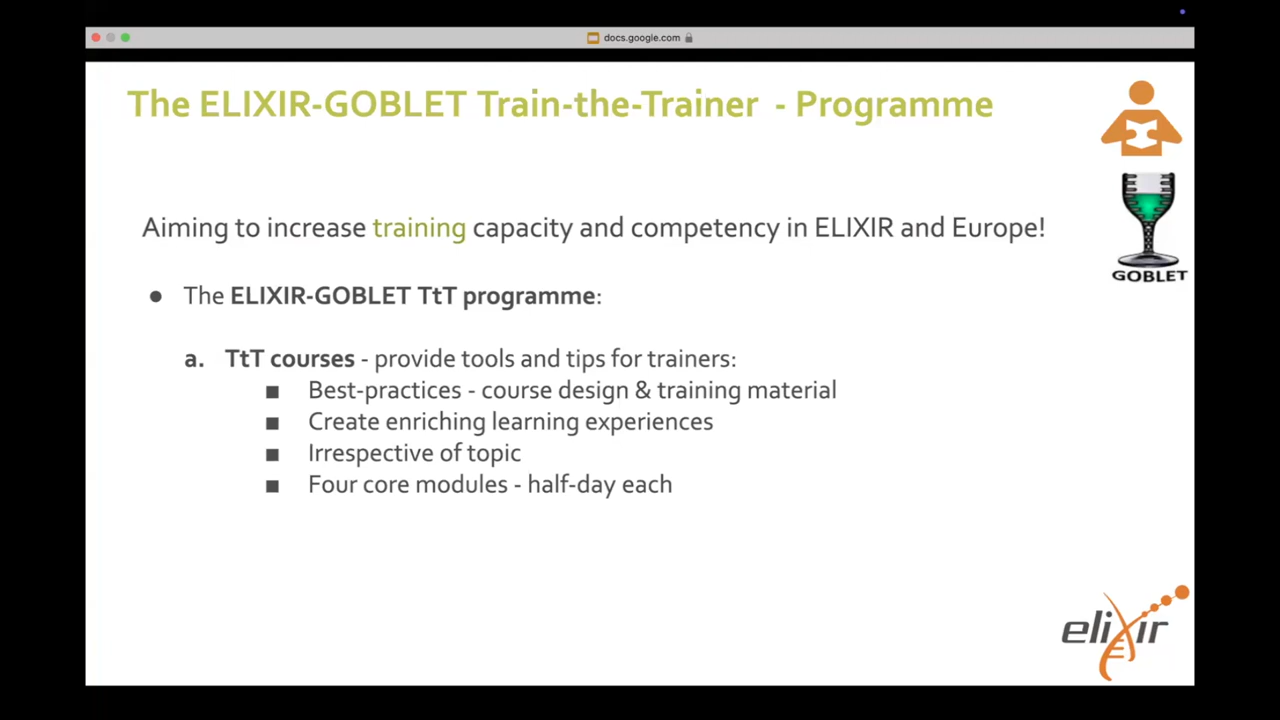 docs.google.com
The ELIXIR-GOBLET Train-the-Trainer - Programme
Aiming to increase training capacity and competency in ELIXIR and Europe!
GOBLET
● The ELIXIR-GOBLET TtT programme:
a. TtT courses - provide tools and tips for trainers:
■ Best-practices - course design & training material
■ Create enriching learning experiences
■ Irrespective of topic
■ Four core modules - half-day each
elixir